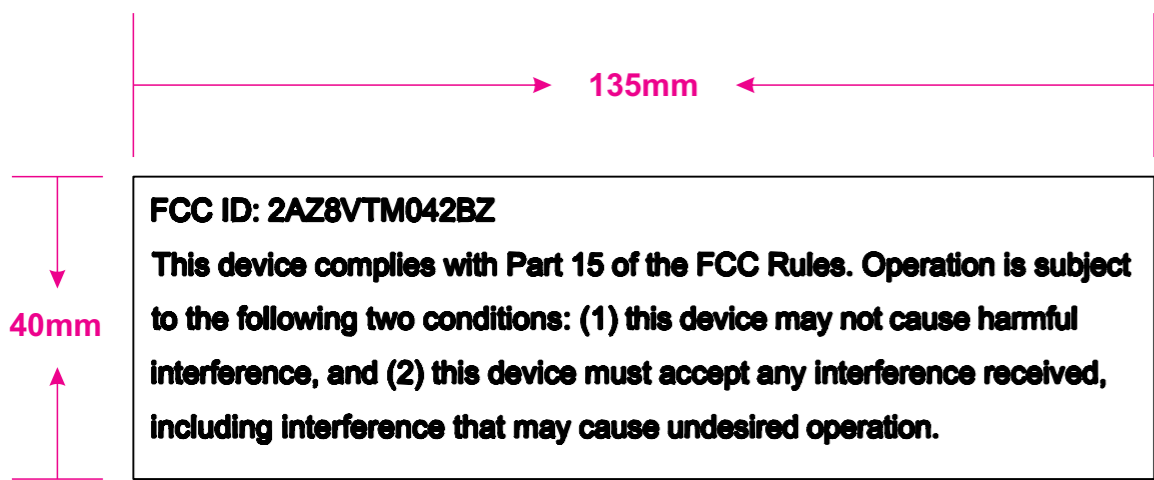 135mm
FCC ID: 2AZ8VTM042BZ
This device complies with Part 15 of the FCC Rules. Operation is subject
to the following two conditions: (1) this device may not cause harmful
40mm
interference, and (2) this device must accept any interference received,
including interference that may cause undesired operation.